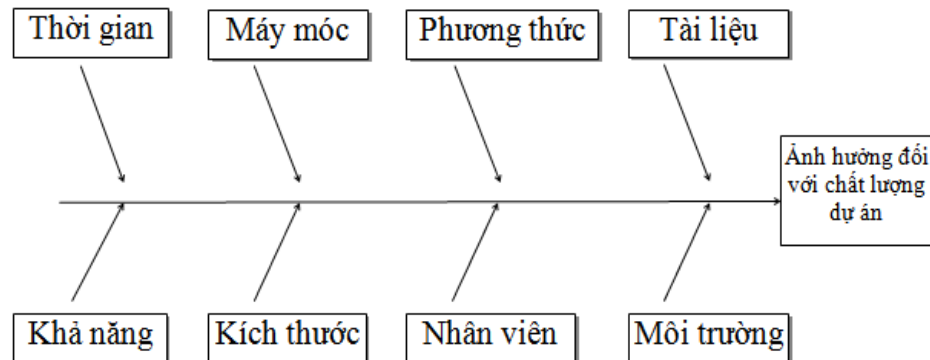 Thời gian
Máy móc
Phương thức
Tài liệu
Ảnh hưởng đối
với chất lượng
dự án
Khả năng
Kích thước
Nhân viên
Môi trường